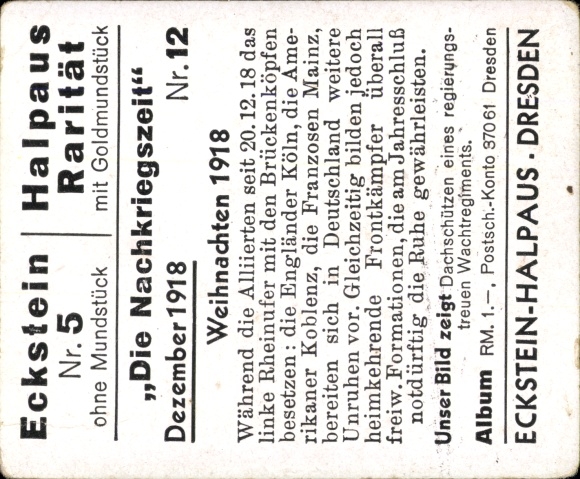 Eckstein
Nr. 5
ohne Mundstück
Halpaus
Rarität
mit Goldmundstück
„Die Nachkriegszeit“
Dezember 1918 Nr. 12
Weihnachten 1918
Während die Alliierten seit 20. 12. 18 das
linke Rheinufer mit den Brückenköpfen
besetzen: die Engländer Köln, die Ame-
rikaner Koblenz, die Franzosen Mainz,
bereiten sich in Deutschland weitere
Unruhen vor. Gleichzeitig bilden jedoch
heimkehrende Frontkämpfer überall
freiw. Formationen, die am Jahresschluß
notdürftig die Ruhe gewährleisten.
Unser Bild zeigt Dachschützen eines regierungs-
treuen Wachtregiments.
Album RM. 1.–, Postsch.-Konto 37061 Dresden
ECKSTEIN-HALPAUS · DRESDEN